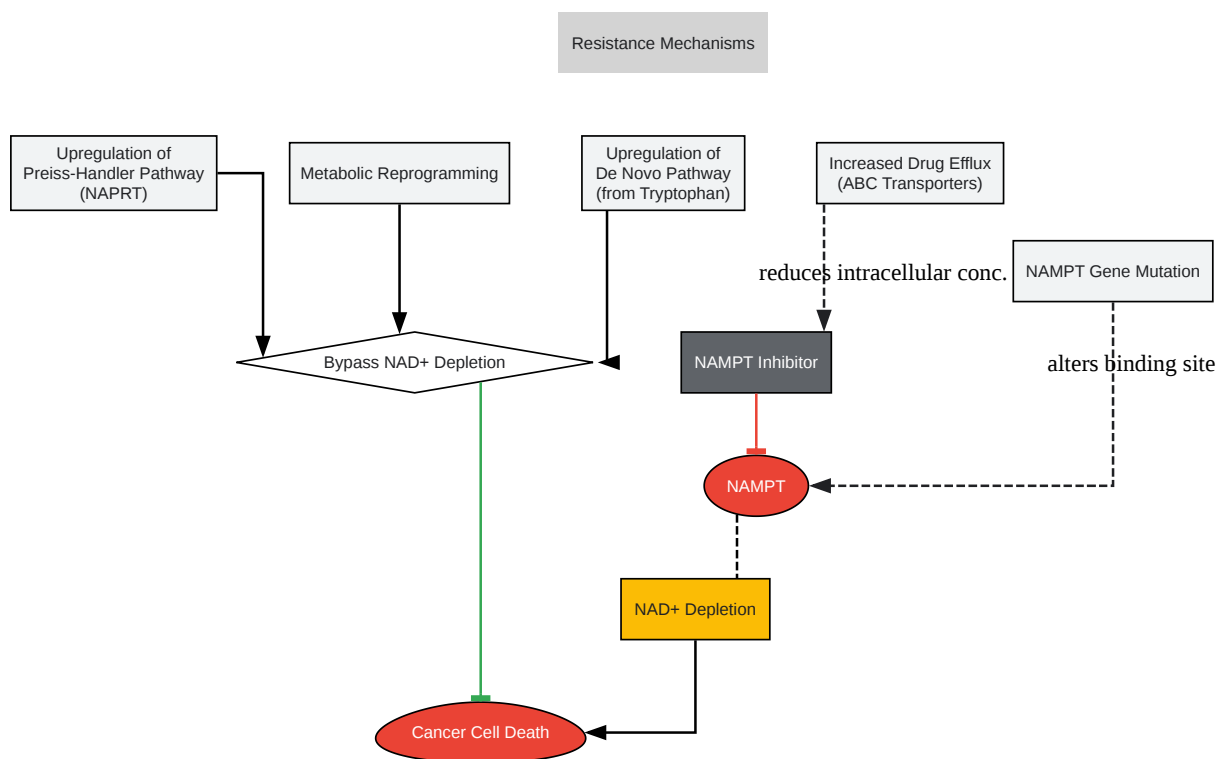 Resistance Mechanisms
Upregulation of
Preiss-Handler Pathway
(NAPRT)
Metabolic Reprogramming
Upregulation of
De Novo Pathway
(from Tryptophan)
Increased Drug Efflux
(ABC Transporters)
reduces intracellular conc.
NAMPT Gene Mutation
Bypass NAD+ Depletion
NAMPT Inhibitor
alters binding site
NAMPT
NAD+ Depletion
Cancer Cell Death